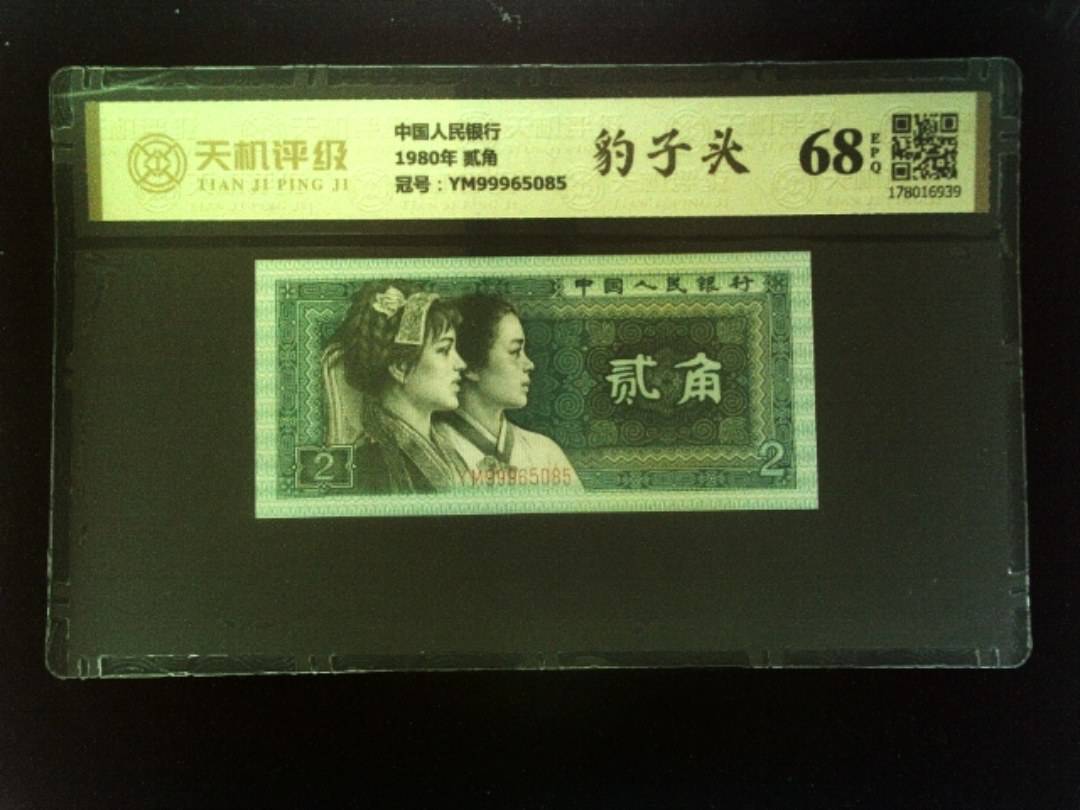 天机评级
TIAN JI PING JI
中国人民银行
1980年 贰角
冠号：YM99965085
豹子头
68
EPQ
178016939
中国人民银行
贰角
2
YM99965085
2